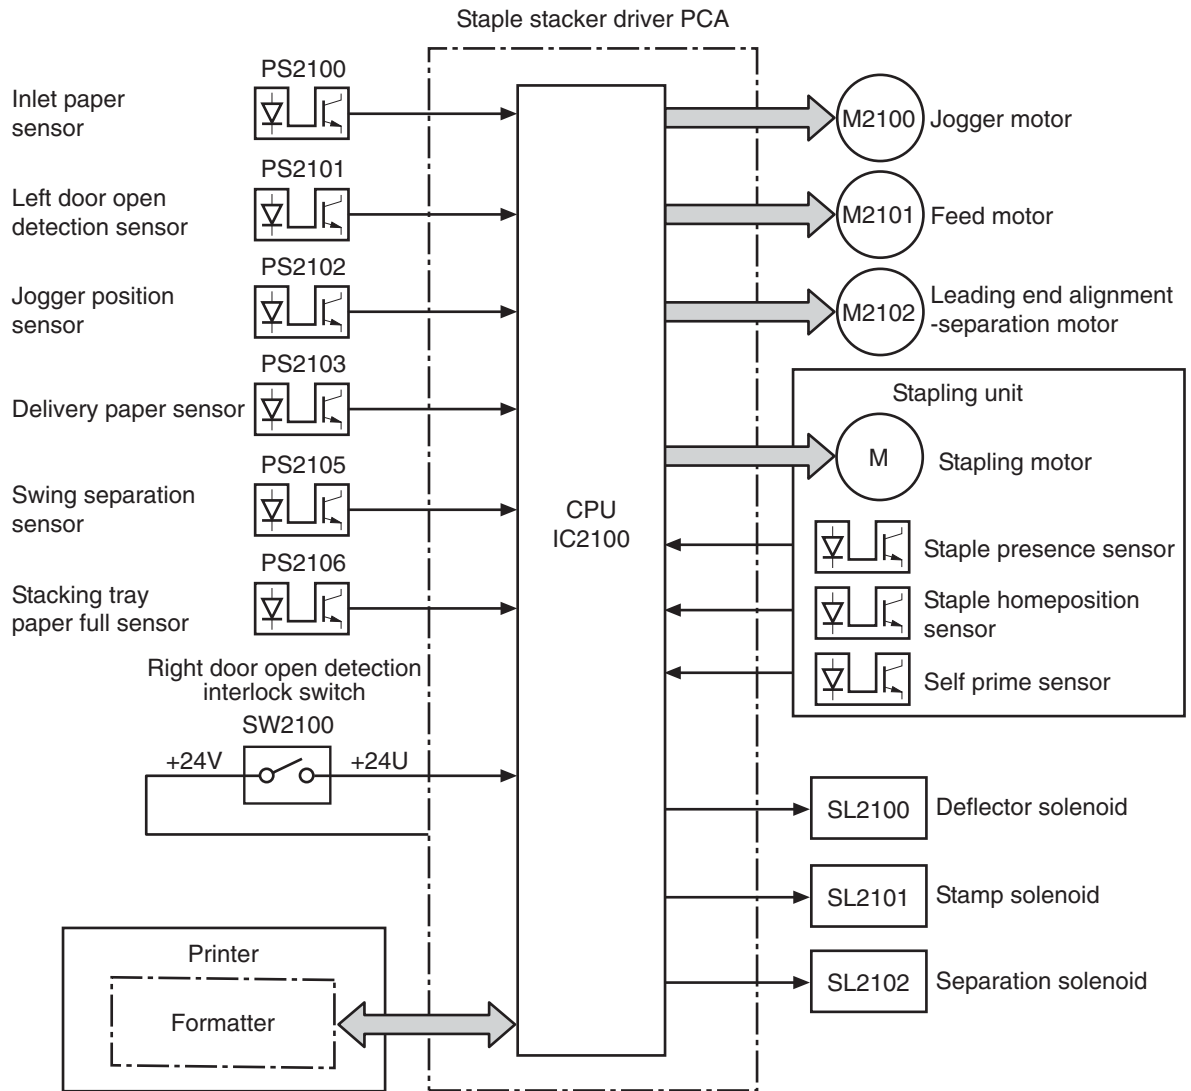 Staple stacker driver PCA
PS2100
Inlet paper
sensor
PS2101
Left door open
detection sensor
PS2102
Jogger position
sensor
PS2103
Delivery paper sensor
PS2105
Swing separation
sensor
PS2106
Stacking tray
paper full sensor
Right door open detection
interlock switch
SW2100
+24V
+24U
Printer
Formatter
CPU
IC2100
M2100
Jogger motor
M2101
Feed motor
M2102
Leading end alignment
-separation motor
Stapling unit
M
Stapling motor
Staple presence sensor
Staple homeposition
sensor
Self prime sensor
SL2100
Deflector solenoid
SL2101
Stamp solenoid
SL2102
Separation solenoid